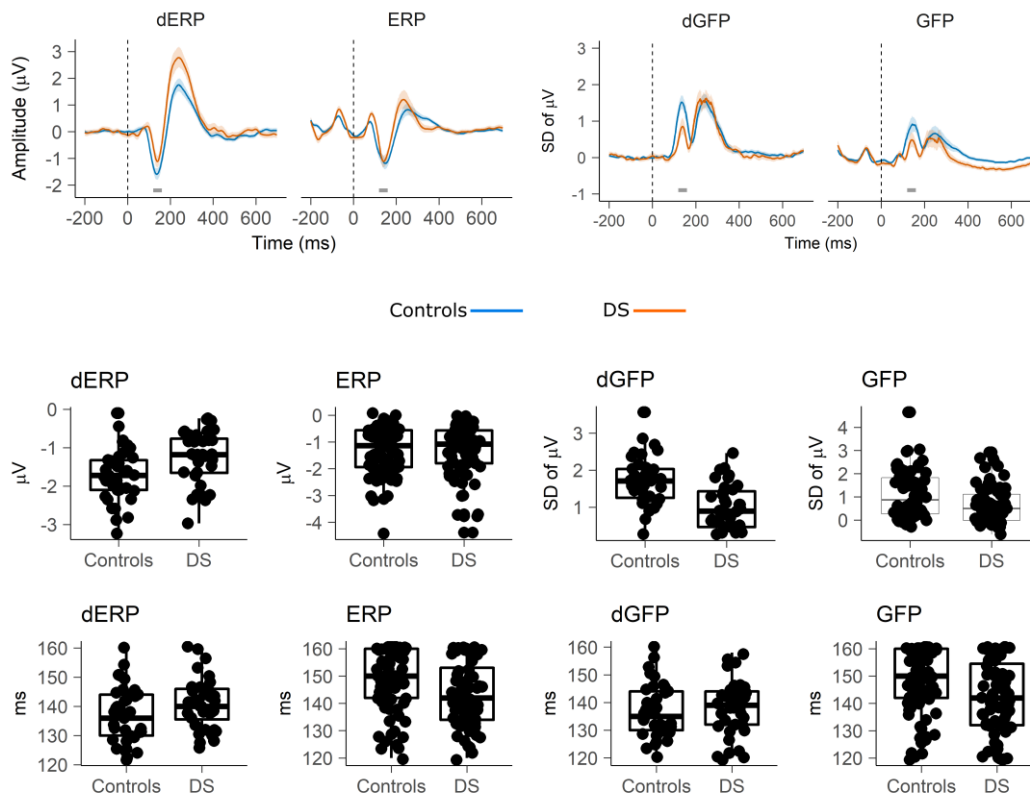 dERP
ERP
dGFP
GFP
Amplitude (μV)
3
2
1
0
-1
-2
-200 0 200 400 600
-200 0 200 400 600
Time (ms)
SD of μV
3
2
1
0
-1
-200 0 200 400 600
-200 0 200 400 600
Time (ms)
Controls
DS
dERP
μV
0
-1
-2
-3
Controls DS
ERP
μV
0
-1
-2
-3
-4
Controls DS
dGFP
SD of μV
4
3
2
1
0
Controls DS
GFP
SD of μV
4
3
2
1
0
Controls DS
dERP
ms
160
150
140
130
120
Controls DS
ERP
ms
160
150
140
130
120
Controls DS
dGFP
ms
160
150
140
130
120
Controls DS
GFP
ms
160
150
140
130
120
Controls DS